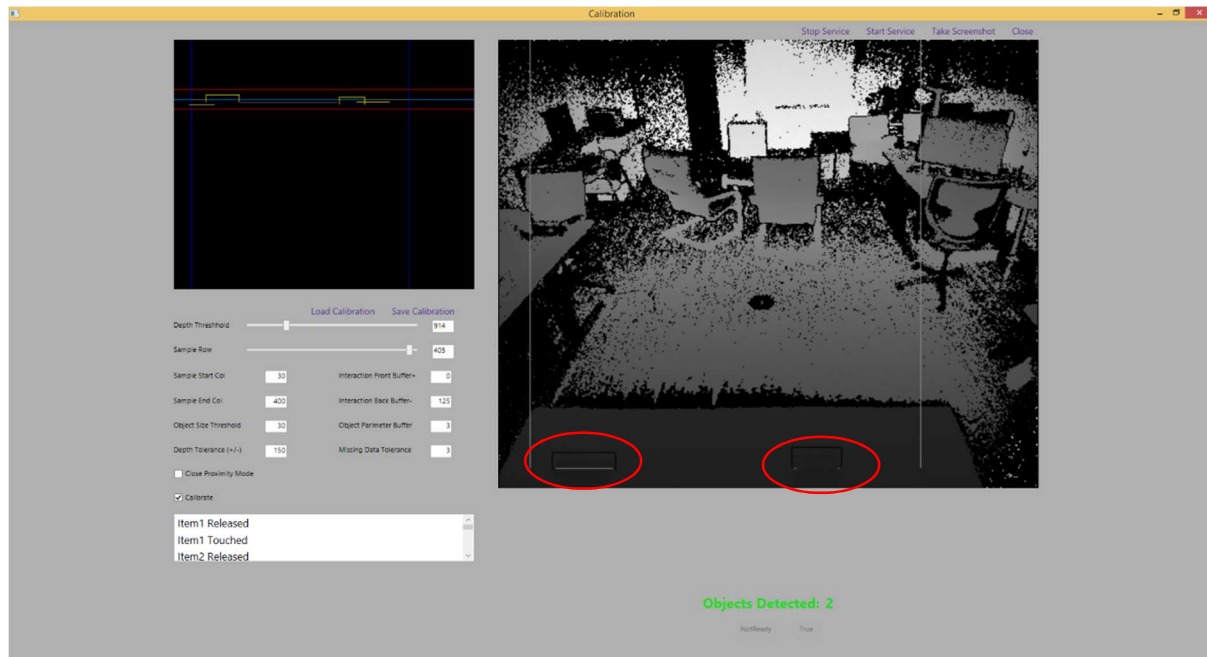 Calibration
Stop Service Start Service Take Screenshot Close
Load Calibration Save Calibration
Depth Threshhold 914
Sample Row 405
Sample Start Col 30 Interaction Front Buffer+ 0
Sample End Col 400 Interaction Back Buffer- 125
Object Size Threshold 30 Object Parimeter Buffer 3
Depth Tolerance (+/-) 150 Missing Data Tolerance 3
Close Proximity Mode
Calibrate
Item1 Released
Item1 Touched
Item2 Released
Objects Detected: 2
NotReady True